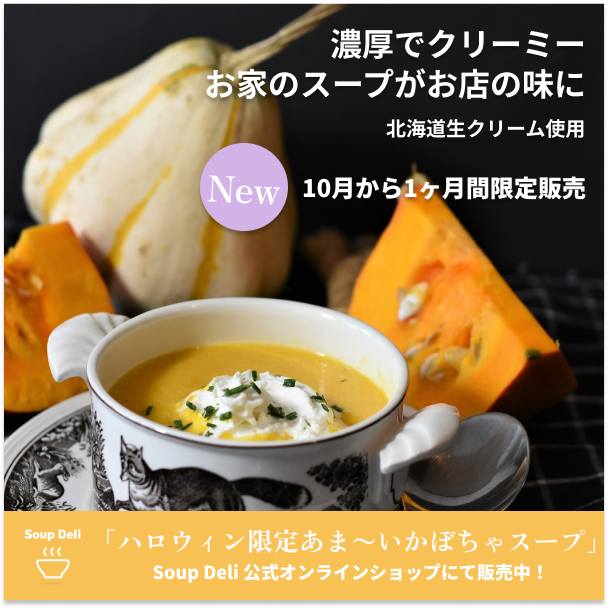 濃厚でクリーミー
お家のスープがお店の味に
北海道生クリーム使用
New
10月から1ヶ月間限定販売
Soup Deli
「ハロウィン限定あま〜いかぼちゃスープ」
Soup Deli 公式オンラインショップにて販売中！